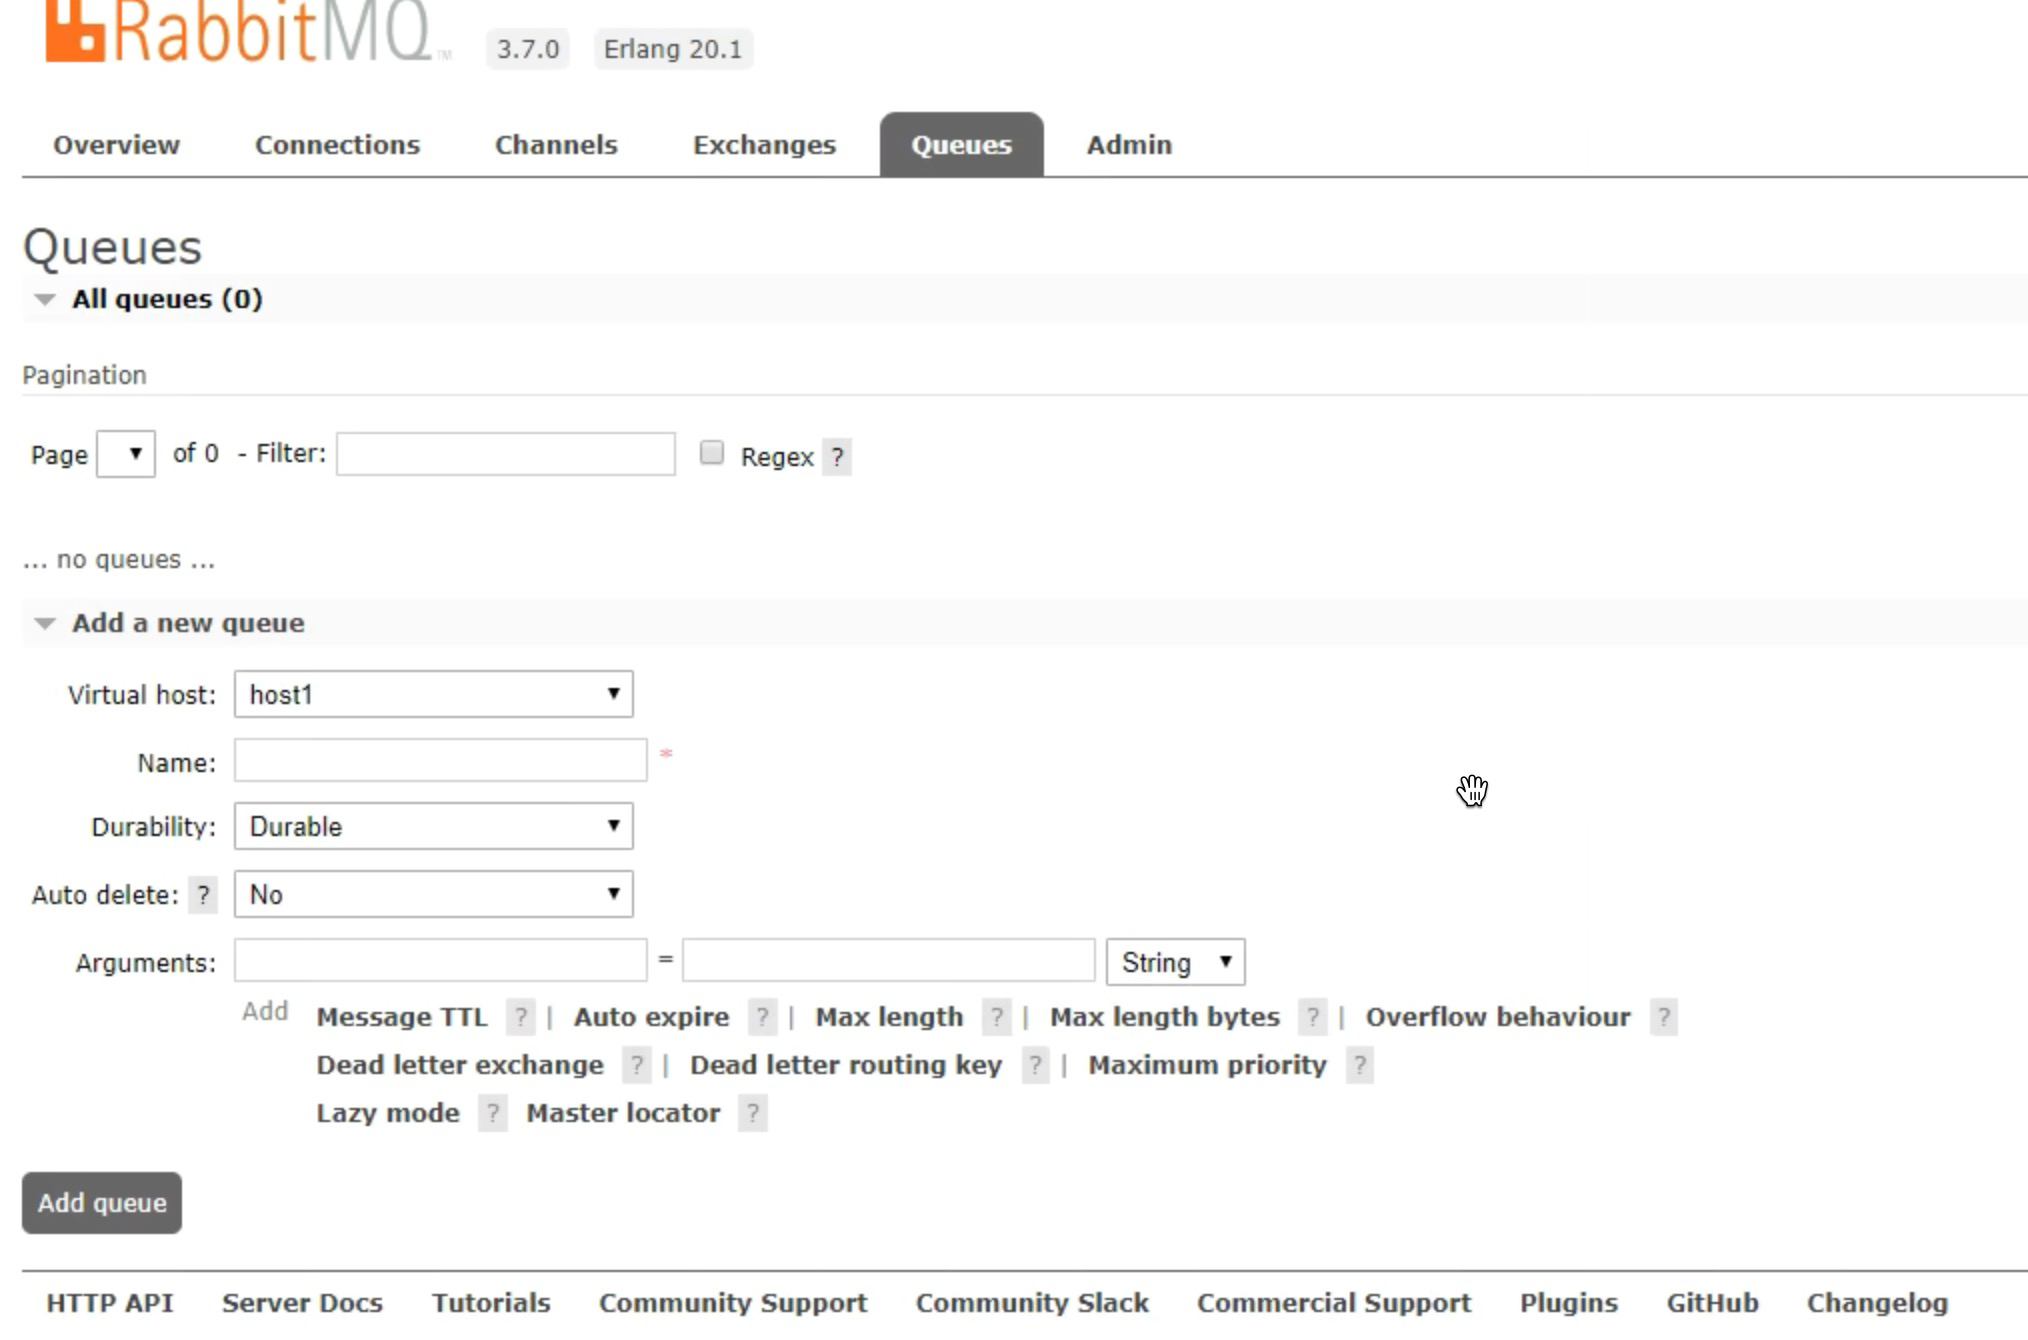 RabbitMQ™ 3.7.0 Erlang 20.1
Overview Connections Channels Exchanges Queues Admin
Queues
All queues (0)
Pagination
Page of 0 - Filter: Regex ?
... no queues ...
Add a new queue
Virtual host: host1
Name: *
Durability: Durable
Auto delete: ? No
Arguments: = String
Add Message TTL ? | Auto expire ? | Max length ? | Max length bytes ? | Overflow behaviour ?
Dead letter exchange ? | Dead letter routing key ? | Maximum priority ?
Lazy mode ? Master locator ?
Add queue
HTTP API Server Docs Tutorials Community Support Community Slack Commercial Support Plugins GitHub Changelog